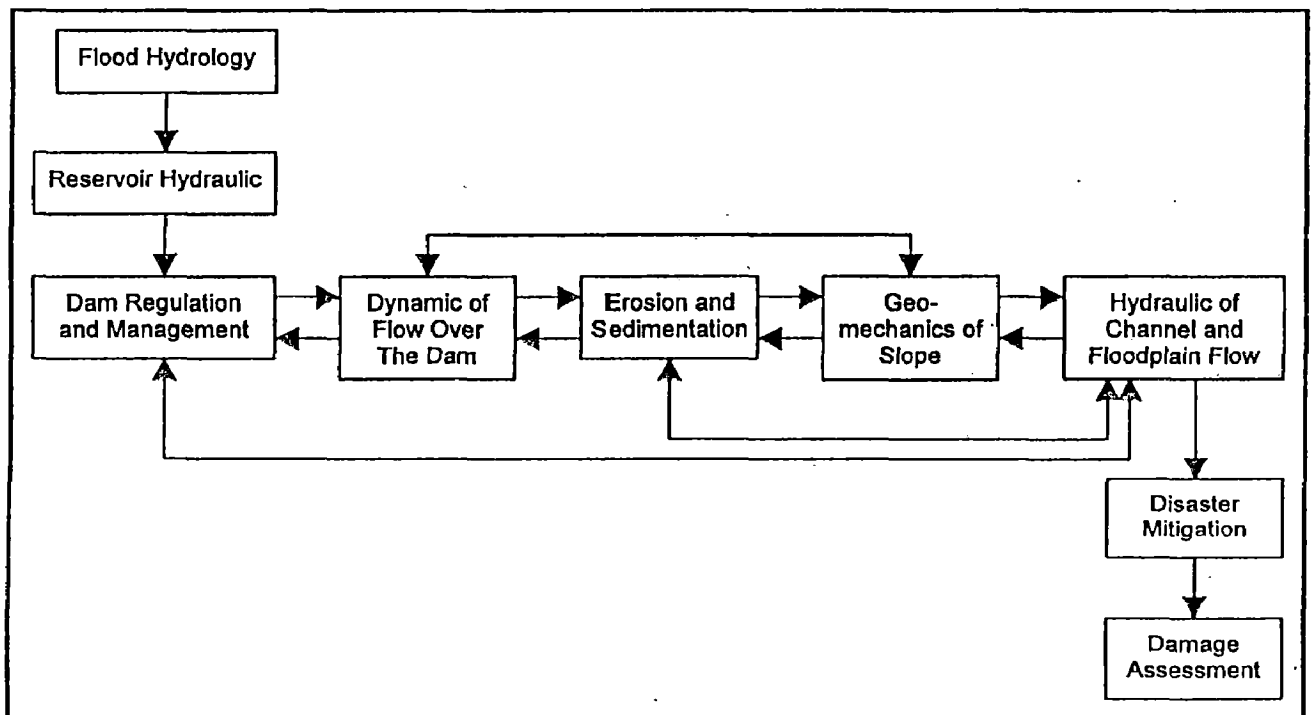 Flood Hydrology
Reservoir Hydraulic
Dam Regulation
and Management
Dynamic of
Flow Over
The Dam
Erosion and
Sedimentation
Geo-
mechanics of
Slope
Hydraulic of
Channel and
Floodplain Flow
Disaster
Mitigation
Damage
Assessment